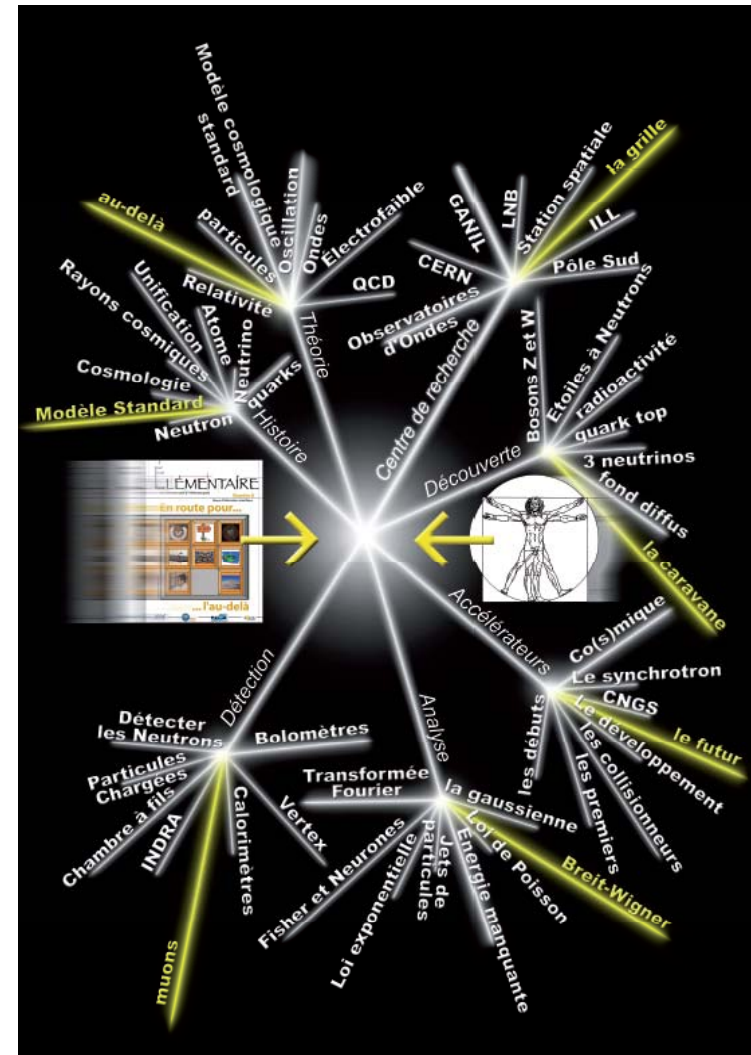 Modèle cosmologique
standard
au-delà
particules
Oscillation
Ondes
Électrofaible
QCD
Relativité
Théorie
Rayons cosmiques
Unification
Atome
Neutrino
quarks
Cosmologie
Modèle Standard
Neutron
Histoire
GANIL
LNB
Station spatiale
la grille
ILL
Pôle Sud
CERN
Observatoires
d'Ondes
Centre de recherche
Bosons Z et W
Etoiles à Neutrons
radioactivité
quark top
3 neutrinos
fond diffus
la caravane
Découverte
ÉLÉMENTAÍRE
En route pour...
... l'au-delà
Accélérateurs
Co(s)mique
Le synchrotron
CNGS
le futur
Le développement
les collisionneurs
les premiers
les débuts
Détection
Détecter
les Neutrons
Bolomètres
Particules
Chargées
Chambre à fils
INDRA
Calorimètres
Vertex
muons
Analyse
Transformée
Fourier
la gaussienne
Loi de Poisson
Breit-Wigner
Fisher et Neurones
Loi exponentielle
Jets de
particules
Energie manquante